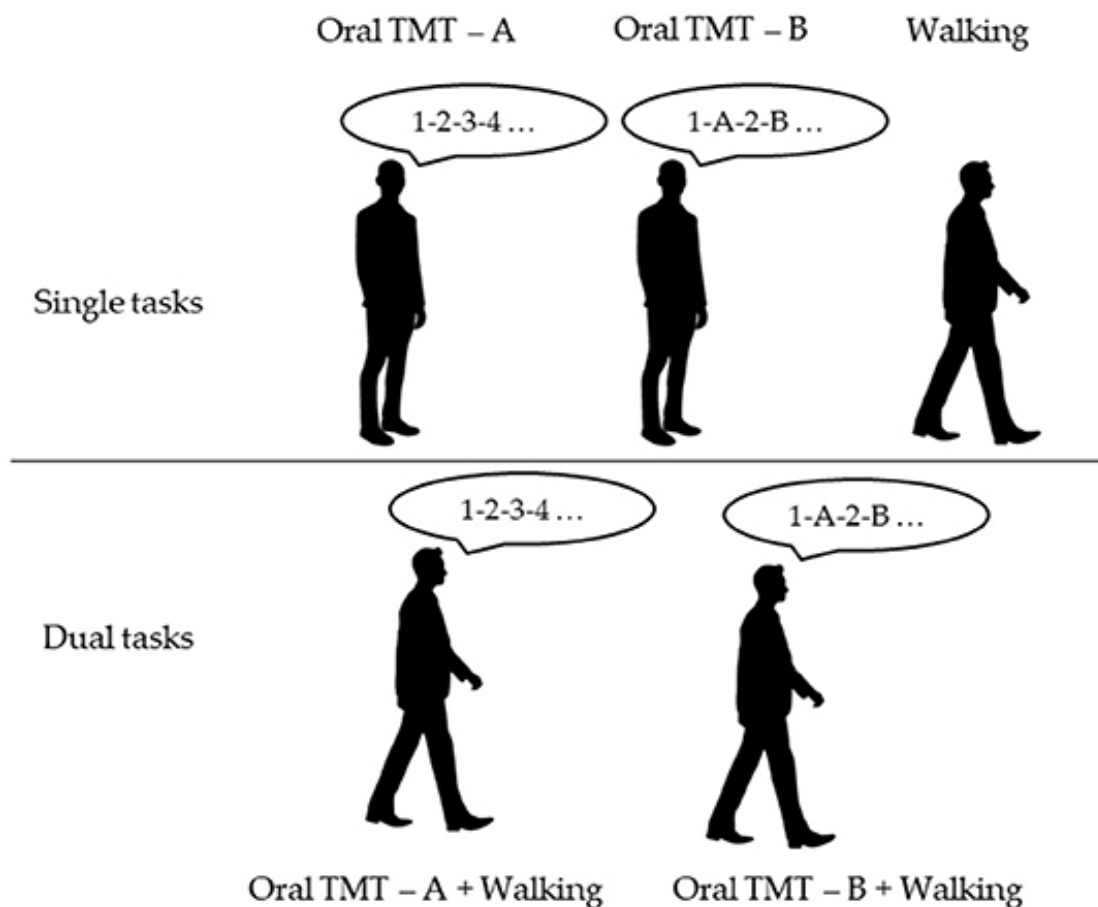 Oral TMT – A
Oral TMT – B
Walking
1-2-3-4 …
1-A-2-B …
Single tasks
1-2-3-4 …
1-A-2-B …
Dual tasks
Oral TMT – A + Walking
Oral TMT – B + Walking